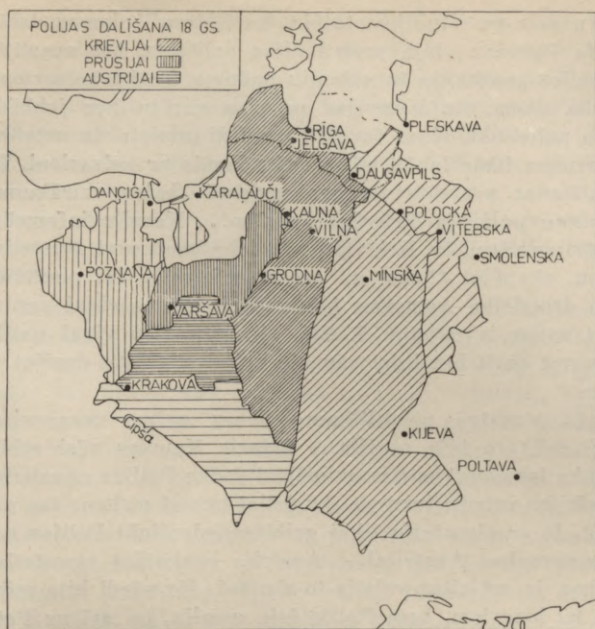 POLIJAS DALĪŠANA 18 GS.
KRIEVIJAI
PRŪSIJAI
AUSTRIJAI
RĪGA
JELGAVA
PLESKAVA
DAUGAVPILS
DANCIGA
KARALAUČI
KAUNA
POLOCKA
VILNA
VITEBSKA
SMOLENSKA
POZNAŅA
GRODNA
MINSKA
VARŠAVA
KRAKOVA
Cipsa
KIJEVA
POLTAVA